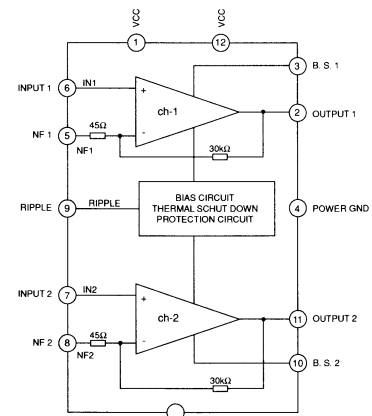 VCC
VCC
1
12
3
B. S. 1
INPUT 1
6
IN1
+
ch-1
2
OUTPUT 1
NF 1
5
45Ω
-
NF1
30kΩ
BIAS CIRCUIT
THERMAL SCHUT DOWN
PROTECTION CIRCUIT
RIPPLE
9
RIPPLE
4
POWER GND
INPUT 2
7
IN2
+
ch-2
11
OUTPUT 2
NF 2
8
45Ω
-
NF2
10
B. S. 2
30kΩ